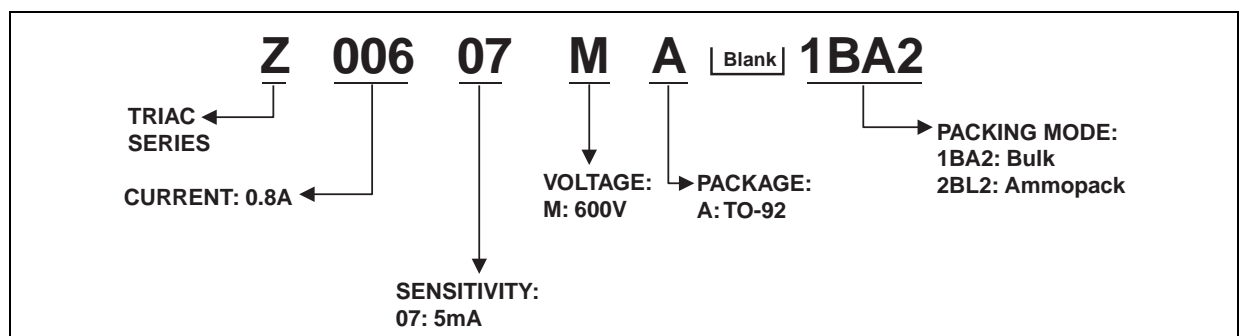 Z 006 07 M A Blank 1BA2
TRIAC
SERIES
CURRENT: 0.8A
SENSITIVITY:
07: 5mA
VOLTAGE:
M: 600V
PACKAGE:
A: TO-92
PACKING MODE:
1BA2: Bulk
2BL2: Ammopack